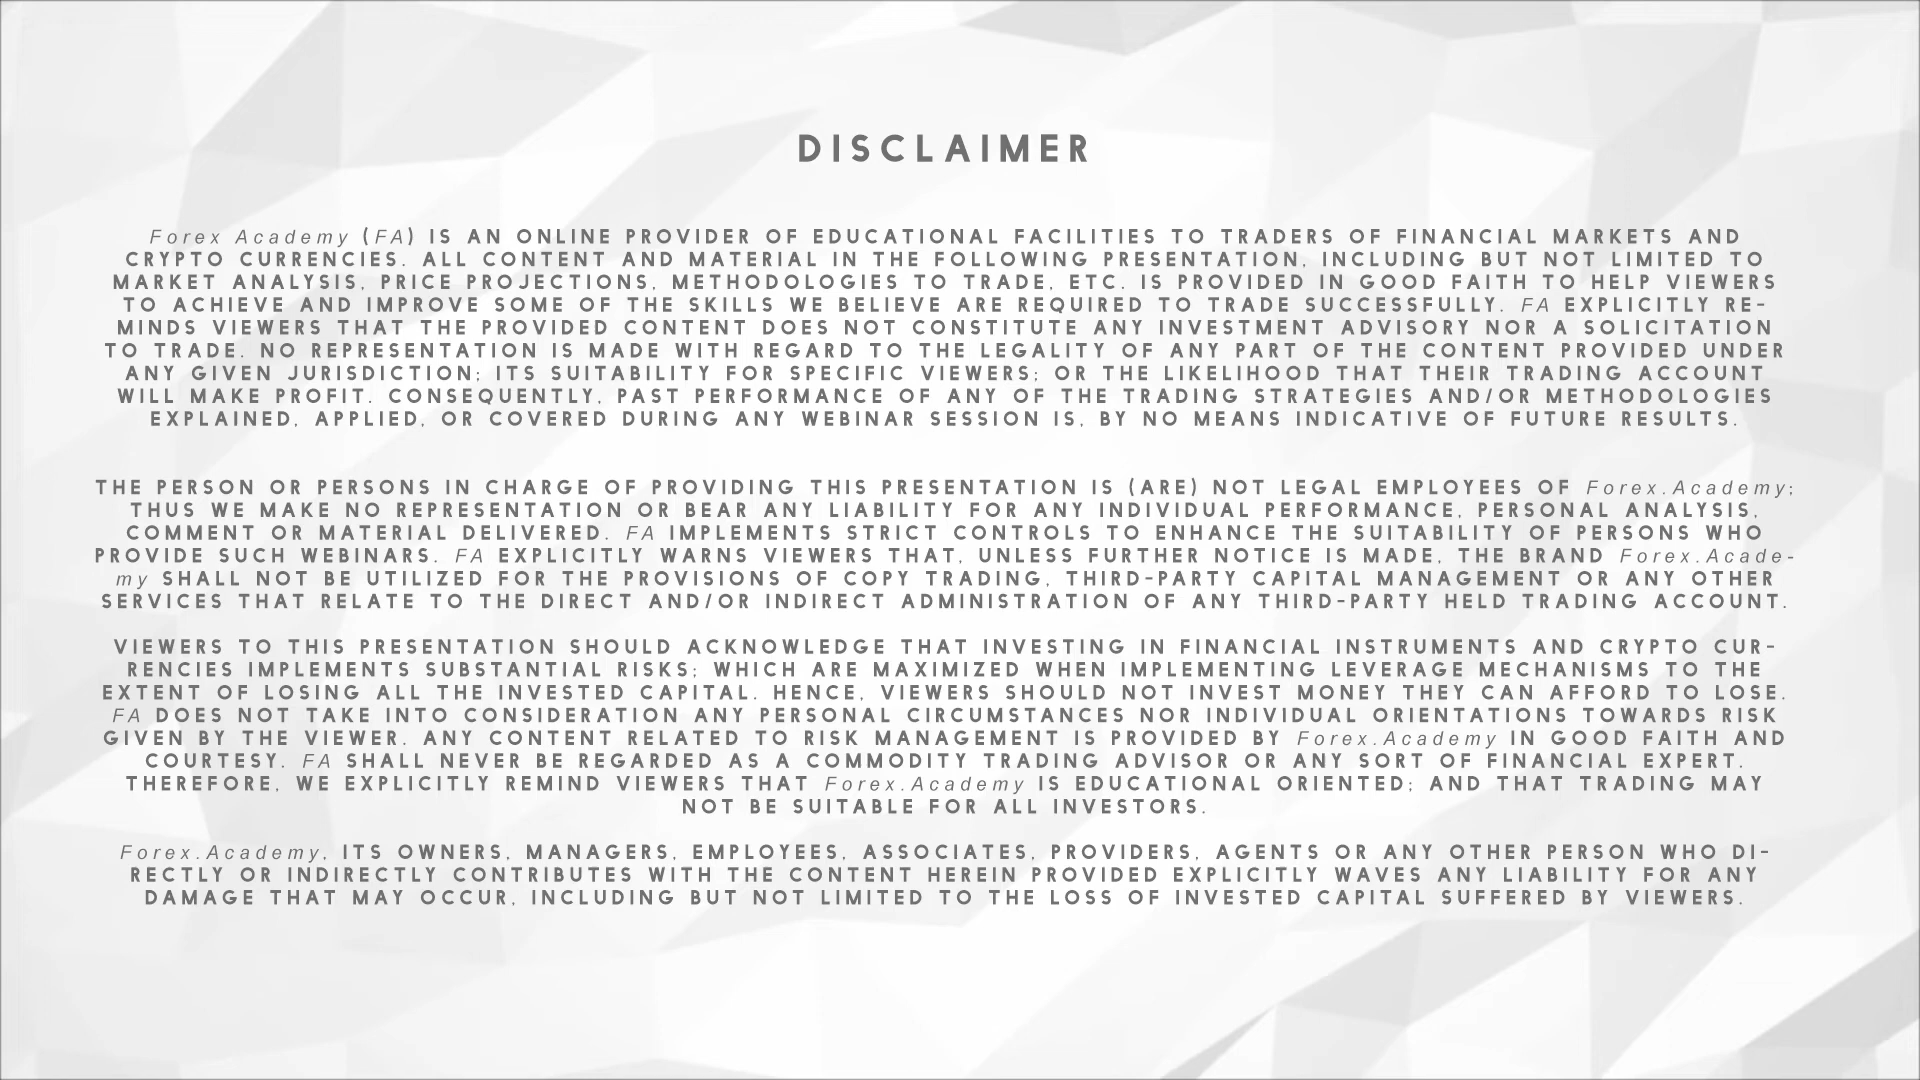 DISCLAIMER
Forex Academy (FA) IS AN ONLINE PROVIDER OF EDUCATIONAL FACILITIES TO TRADERS OF FINANCIAL MARKETS AND
CRYPTO CURRENCIES. ALL CONTENT AND MATERIAL IN THE FOLLOWING PRESENTATION, INCLUDING BUT NOT LIMITED TO
MARKET ANALYSIS, PRICE PROJECTIONS, METHODOLOGIES TO TRADE, ETC. IS PROVIDED IN GOOD FAITH TO HELP VIEWERS
TO ACHIEVE AND IMPROVE SOME OF THE SKILLS WE BELIEVE ARE REQUIRED TO TRADE SUCCESSFULLY. FA EXPLICITLY RE-
MINDS VIEWERS THAT THE PROVIDED CONTENT DOES NOT CONSTITUTE ANY INVESTMENT ADVISORY NOR A SOLICITATION
TO TRADE. NO REPRESENTATION IS MADE WITH REGARD TO THE LEGALITY OF ANY PART OF THE CONTENT PROVIDED UNDER
ANY GIVEN JURISDICTION; ITS SUITABILITY FOR SPECIFIC VIEWERS; OR THE LIKELIHOOD THAT THEIR TRADING ACCOUNT
WILL MAKE PROFIT. CONSEQUENTLY, PAST PERFORMANCE OF ANY OF THE TRADING STRATEGIES AND/OR METHODOLOGIES
EXPLAINED, APPLIED, OR COVERED DURING ANY WEBINAR SESSION IS, BY NO MEANS INDICATIVE OF FUTURE RESULTS.
THE PERSON OR PERSONS IN CHARGE OF PROVIDING THIS PRESENTATION IS (ARE) NOT LEGAL EMPLOYEES OF Forex.Academy;
THUS WE MAKE NO REPRESENTATION OR BEAR ANY LIABILITY FOR ANY INDIVIDUAL PERFORMANCE, PERSONAL ANALYSIS,
COMMENT OR MATERIAL DELIVERED. FA IMPLEMENTS STRICT CONTROLS TO ENHANCE THE SUITABILITY OF PERSONS WHO
PROVIDE SUCH WEBINARS. FA EXPLICITLY WARNS VIEWERS THAT, UNLESS FURTHER NOTICE IS MADE, THE BRAND Forex.Acade-
my SHALL NOT BE UTILIZED FOR THE PROVISIONS OF COPY TRADING, THIRD-PARTY CAPITAL MANAGEMENT OR ANY OTHER
SERVICES THAT RELATE TO THE DIRECT AND/OR INDIRECT ADMINISTRATION OF ANY THIRD-PARTY HELD TRADING ACCOUNT.
VIEWERS TO THIS PRESENTATION SHOULD ACKNOWLEDGE THAT INVESTING IN FINANCIAL INSTRUMENTS AND CRYPTO CUR-
RENCIES IMPLEMENTS SUBSTANTIAL RISKS; WHICH ARE MAXIMIZED WHEN IMPLEMENTING LEVERAGE MECHANISMS TO THE
EXTENT OF LOSING ALL THE INVESTED CAPITAL. HENCE, VIEWERS SHOULD NOT INVEST MONEY THEY CAN AFFORD TO LOSE.
FA DOES NOT TAKE INTO CONSIDERATION ANY PERSONAL CIRCUMSTANCES NOR INDIVIDUAL ORIENTATIONS TOWARDS RISK
GIVEN BY THE VIEWER. ANY CONTENT RELATED TO RISK MANAGEMENT IS PROVIDED BY Forex.Academy IN GOOD FAITH AND
COURTESY. FA SHALL NEVER BE REGARDED AS A COMMODITY TRADING ADVISOR OR ANY SORT OF FINANCIAL EXPERT.
THEREFORE, WE EXPLICITLY REMIND VIEWERS THAT Forex.Academy IS EDUCATIONAL ORIENTED; AND THAT TRADING MAY
NOT BE SUITABLE FOR ALL INVESTORS.
Forex.Academy, ITS OWNERS, MANAGERS, EMPLOYEES, ASSOCIATES, PROVIDERS, AGENTS OR ANY OTHER PERSON WHO DI-
RECTLY OR INDIRECTLY CONTRIBUTES WITH THE CONTENT HEREIN PROVIDED EXPLICITLY WAVES ANY LIABILITY FOR ANY
DAMAGE THAT MAY OCCUR, INCLUDING BUT NOT LIMITED TO THE LOSS OF INVESTED CAPITAL SUFFERED BY VIEWERS.